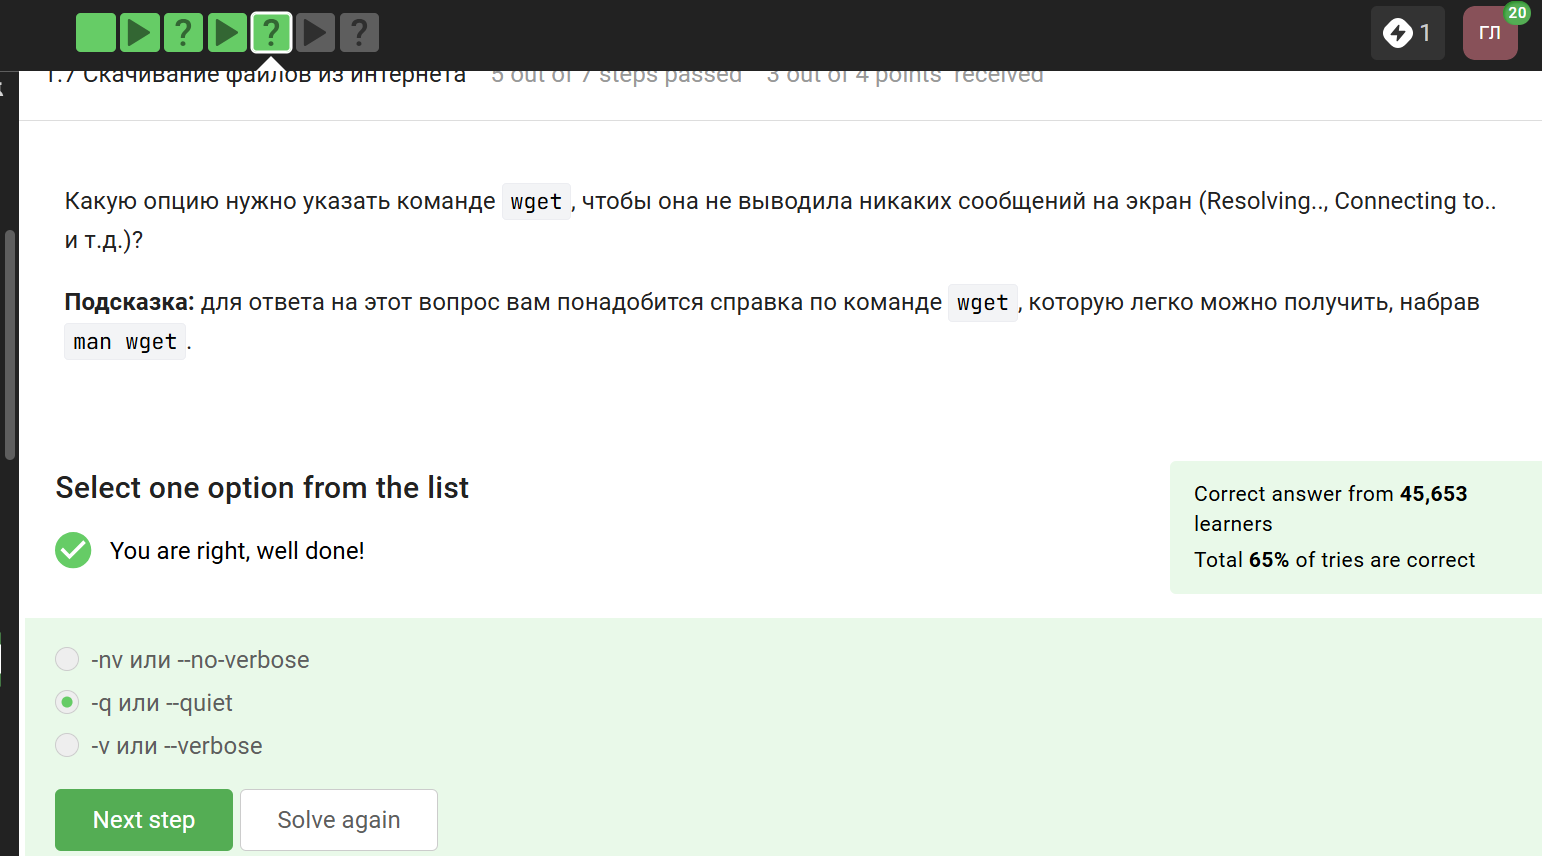 ? ? ? 1 ГЛ 20
1.7 Скачивание файлов из интернета 5 out of 7 steps passed 3 out of 4 points received
Какую опцию нужно указать команде wget, чтобы она не выводила никаких сообщений на экран (Resolving.., Connecting to..
и т.д.)?
Подсказка: для ответа на этот вопрос вам понадобится справка по команде wget, которую легко можно получить, набрав
man wget.
Select one option from the list
You are right, well done!
Correct answer from 45,653
learners
Total 65% of tries are correct
-nv или --no-verbose
-q или --quiet
-v или --verbose
Next step Solve again